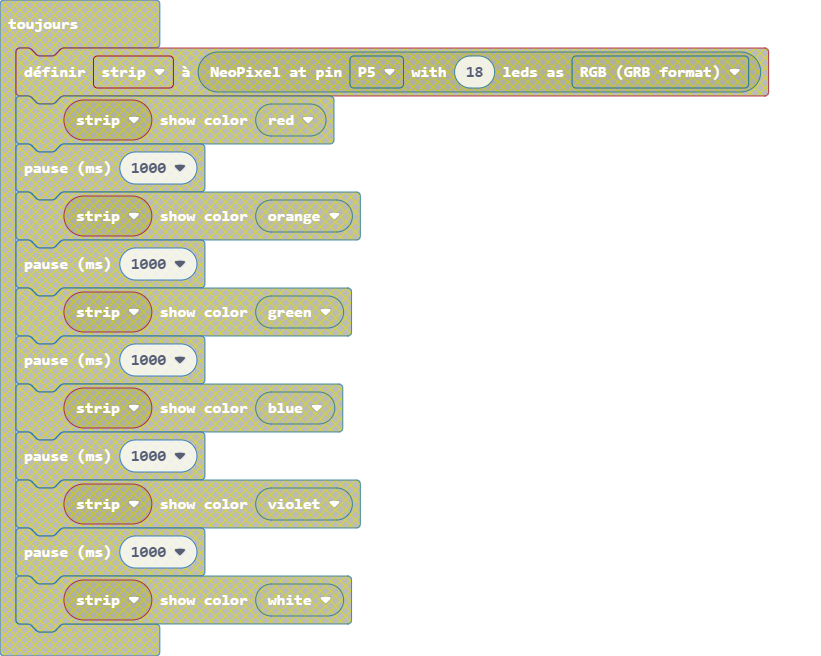 toujours
définir strip à NeoPixel at pin P5 with 18 leds as RGB (GRB format)
strip show color red
pause (ms) 1000
strip show color orange
pause (ms) 1000
strip show color green
pause (ms) 1000
strip show color blue
pause (ms) 1000
strip show color violet
pause (ms) 1000
strip show color white